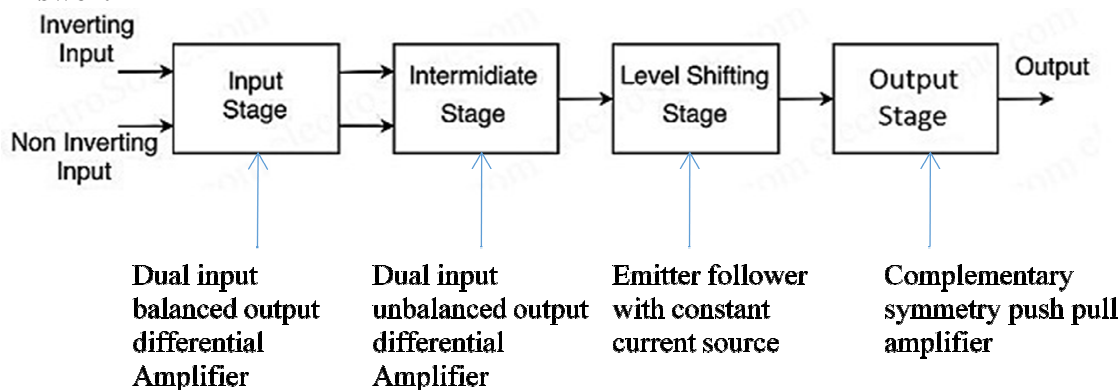 Inverting
Input
Non Inverting
Input
Input
Stage
Intermidiate
Stage
Level Shifting
Stage
Output
Stage
Output
Dual input
balanced output
differential
Amplifier
Dual input
unbalanced output
differential
Amplifier
Emitter follower
with constant
current source
Complementary
symmetry push pull
amplifier